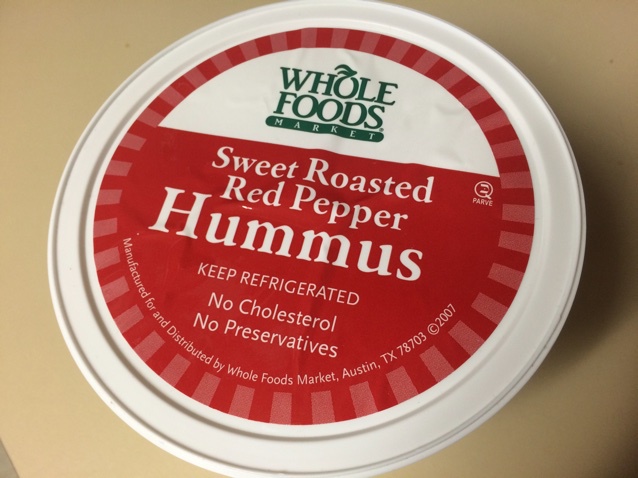 WHOLE
FOODS
MARKET
Sweet Roasted
Red Pepper
Hummus
PARVE
KEEP REFRIGERATED
No Cholesterol
No Preservatives
Manufactured for and Distributed by Whole Foods Market, Austin, TX 78703 ©2007